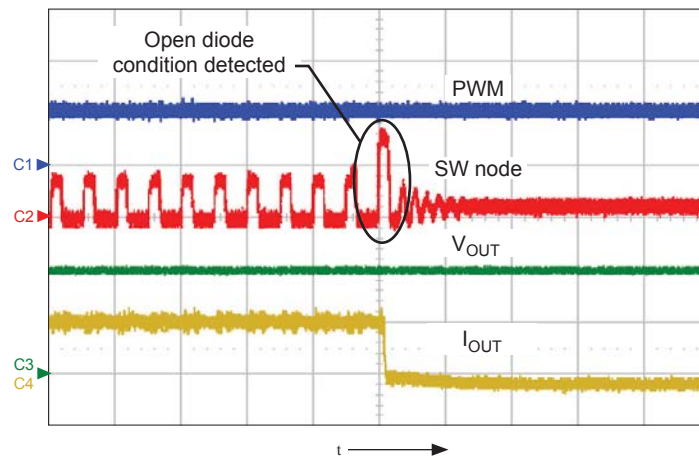 Open diode
condition detected
PWM
C1
SW node
C2
VOUT
IOUT
C3
C4
t